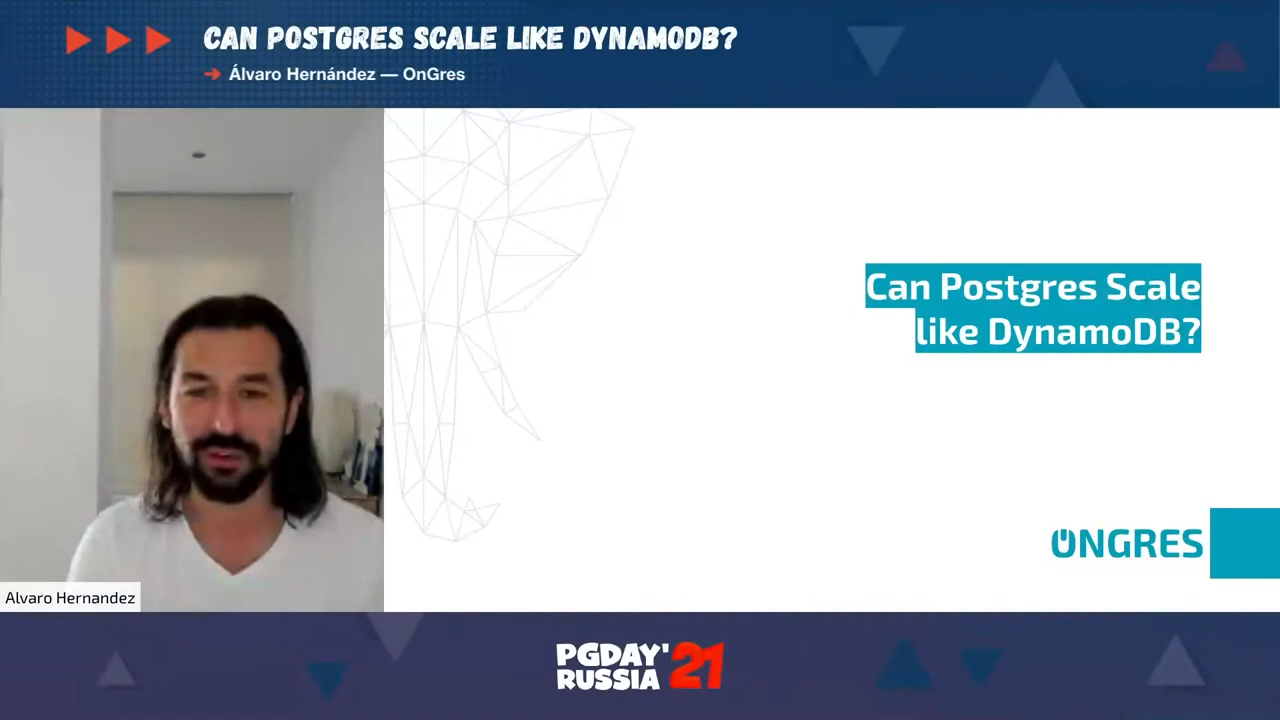 CAN POSTGRES SCALE LIKE DYNAMODB?
➔ Álvaro Hernández — OnGres
Can Postgres Scale
like DynamoDB?
ONGRES
Alvaro Hernandez
PGDAY'
RUSSIA
21